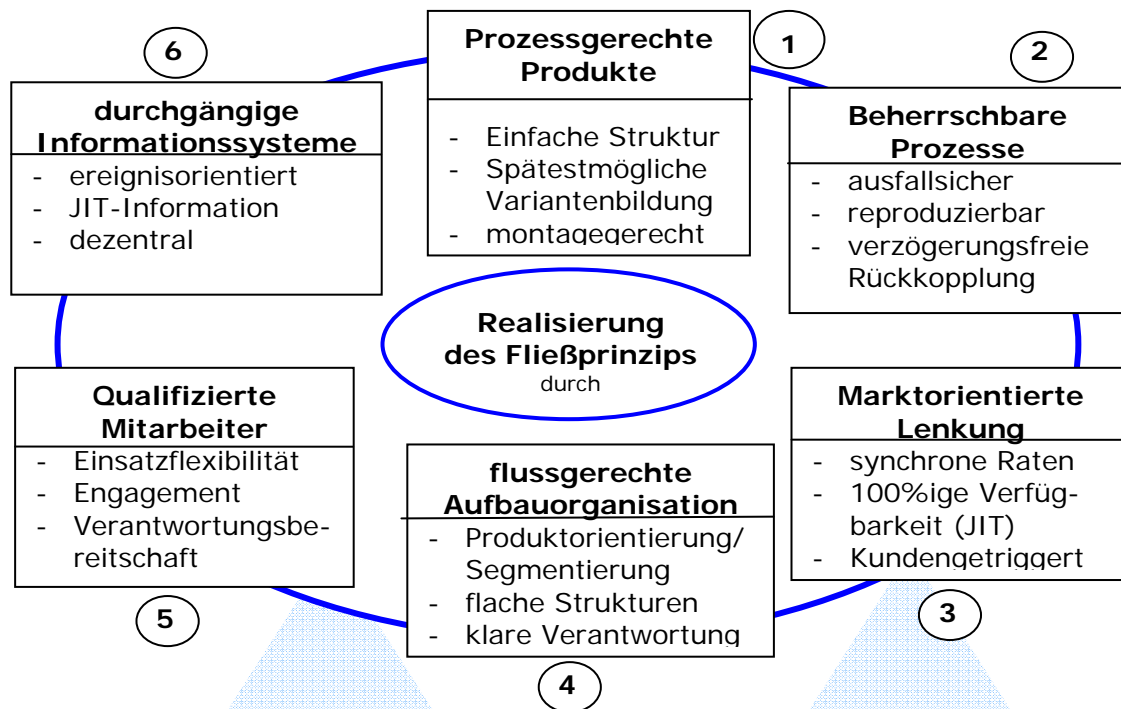 1
Prozessgerechte
Produkte
- Einfache Struktur
- Spätestmögliche
Variantenbildung
- montagegerecht
2
Beherrschbare
Prozesse
- ausfallsicher
- reproduzierbar
- verzögerungsfreie
Rückkopplung
3
Marktorientierte
Lenkung
- synchrone Raten
- 100%ige Verfüg-
barkeit (JIT)
- Kundengetriggert
4
flussgerechte
Aufbauorganisation
- Produktorientierung/
Segmentierung
- flache Strukturen
- klare Verantwortung
5
Qualifizierte
Mitarbeiter
- Einsatzflexibilität
- Engagement
- Verantwortungsbe-
reitschaft
6
durchgängige
Informationssysteme
- ereignisorientiert
- JIT-Information
- dezentral
Realisierung
des Fließprinzips
durch